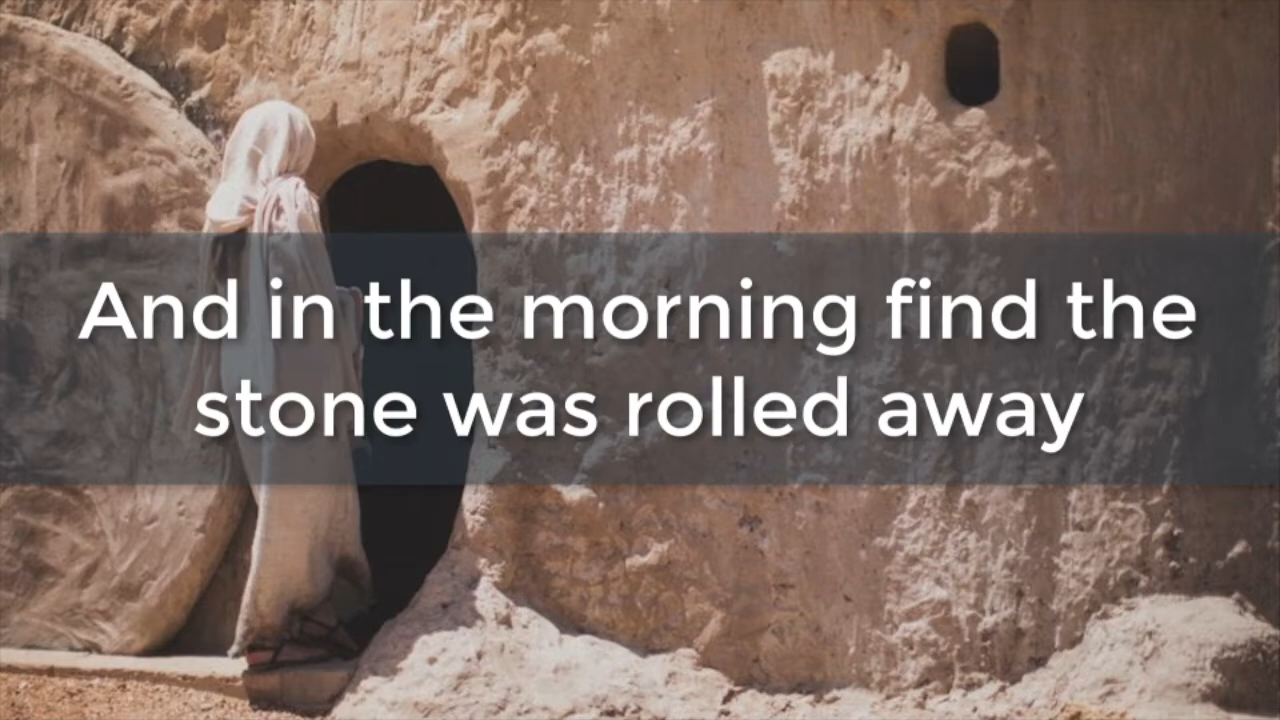 And in the morning find the
stone was rolled away